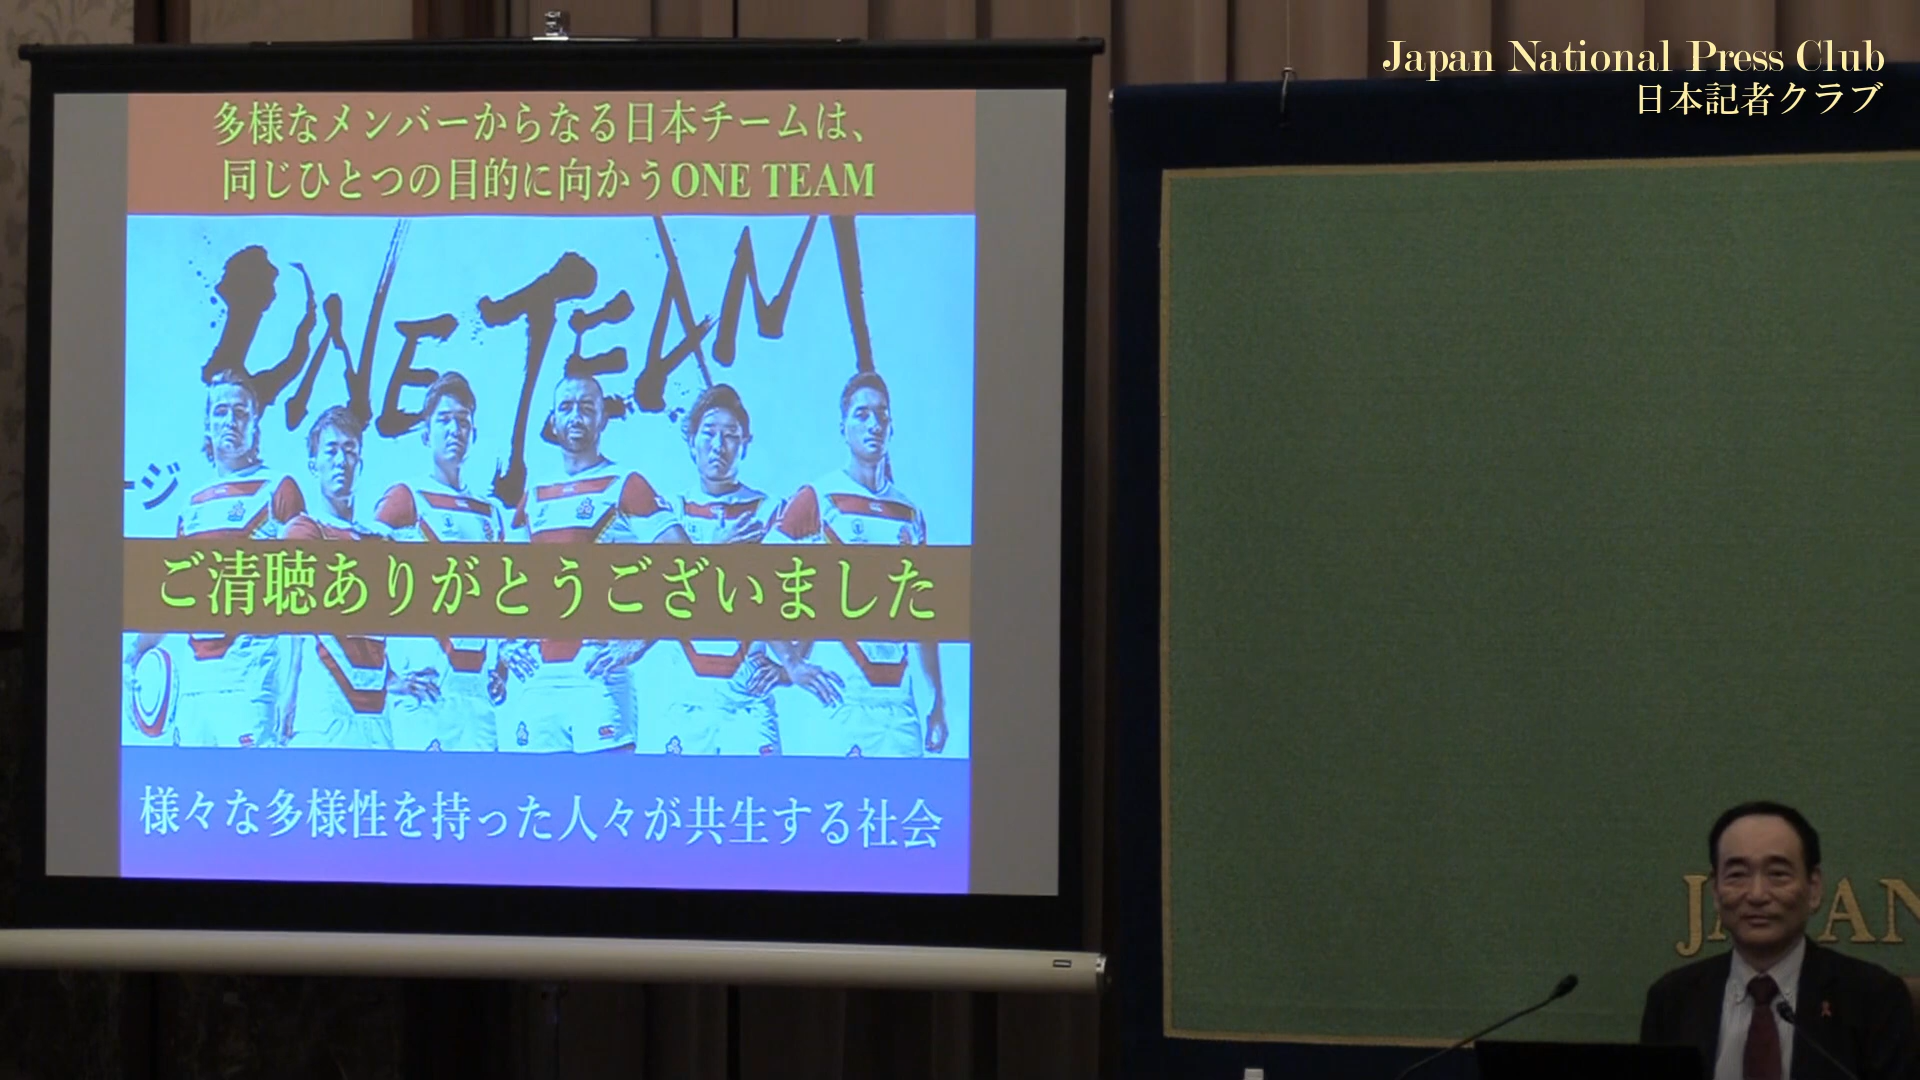 Japan National Press Club
日本記者クラブ
多様なメンバーからなる日本チームは、
同じひとつの目的に向かうONE TEAM
ONE TEAM
ージ
ご清聴ありがとうございました
様々な多様性を持った人々が共生する社会